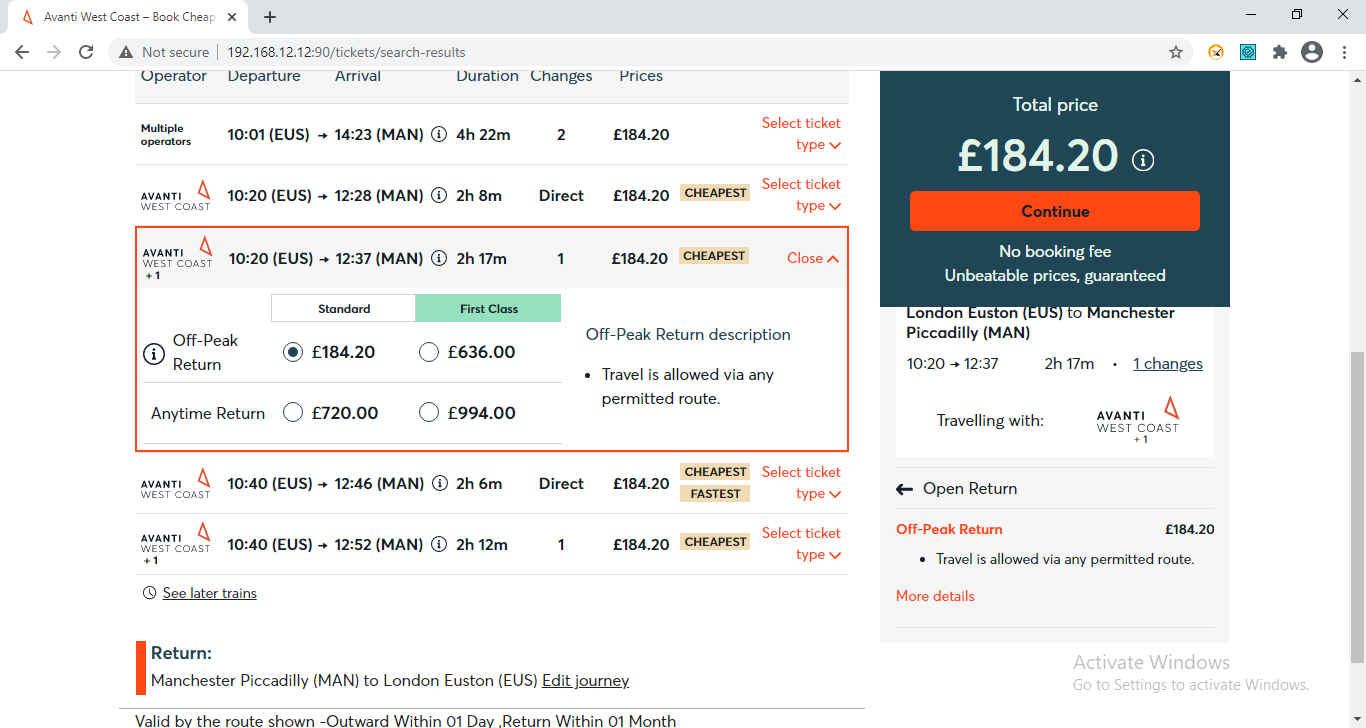 Avanti West Coast – Book Cheap
Not secure 192.168.12.12:90/tickets/search-results
Operator Departure Arrival Duration Changes Prices
Multiple operators 10:01 (EUS) → 14:23 (MAN) 4h 22m 2 £184.20 Select ticket type
AVANTI WEST COAST 10:20 (EUS) → 12:28 (MAN) 2h 8m Direct £184.20 CHEAPEST Select ticket type
AVANTI WEST COAST + 1 10:20 (EUS) → 12:37 (MAN) 2h 17m 1 £184.20 CHEAPEST Close
Standard First Class
Off-Peak Return £184.20 £636.00
Anytime Return £720.00 £994.00
Off-Peak Return description
• Travel is allowed via any
permitted route.
AVANTI WEST COAST 10:40 (EUS) → 12:46 (MAN) 2h 6m Direct £184.20 CHEAPEST FASTEST Select ticket type
AVANTI WEST COAST + 1 10:40 (EUS) → 12:52 (MAN) 2h 12m 1 £184.20 CHEAPEST Select ticket type
See later trains
Return:
Manchester Piccadilly (MAN) to London Euston (EUS) Edit journey
Valid by the route shown -Outward Within 01 Day ,Return Within 01 Month
Total price
£184.20
Continue
No booking fee
Unbeatable prices, guaranteed
London Euston (EUS) to Manchester
Piccadilly (MAN)
10:20 → 12:37 2h 17m • 1 changes
Travelling with: AVANTI WEST COAST + 1
← Open Return
Off-Peak Return £184.20
• Travel is allowed via any permitted route.
More details
Activate Windows
Go to Settings to activate Windows.